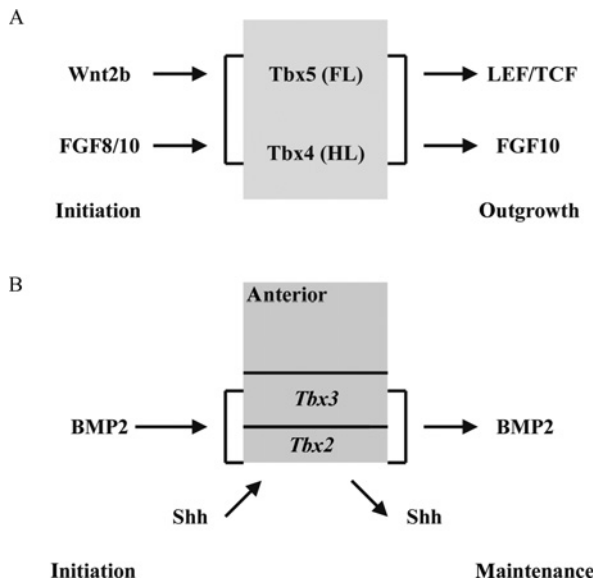 A
Wnt2b Tbx5 (FL) LEF/TCF
FGF8/10 Tbx4 (HL) FGF10
Initiation Outgrowth
B
Anterior
Tbx3
BMP2 BMP2
Tbx2
Shh Shh
Initiation Maintenance